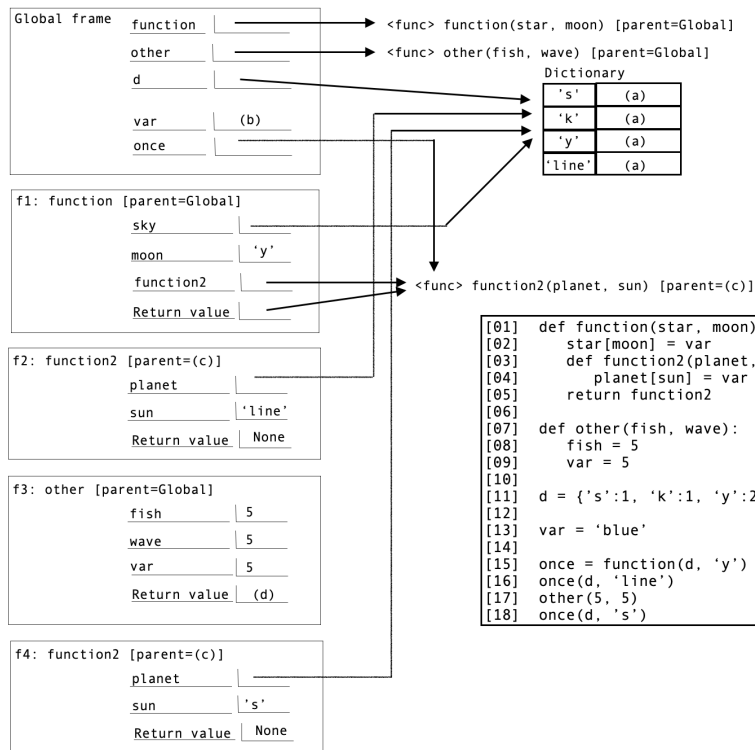 Global frame
function
<func> function(star, moon) [parent=Global]
other
<func> other(fish, wave) [parent=Global]
d
Dictionary
's' (a)
‘k’ (a)
‘y’ (a)
‘line’ (a)
var (b)
once
f1: function [parent=Global]
sky
moon ‘y’
function2
<func> function2(planet, sun) [parent=(c)]
Return value
f2: function2 [parent=(c)]
planet
sun ‘line’
Return value None
f3: other [parent=Global]
fish 5
wave 5
var 5
Return value (d)
f4: function2 [parent=(c)]
planet
sun ’s’
Return value None
[01] def function(star, moon)
[02] star[moon] = var
[03] def function2(planet,
[04] planet[sun] = var
[05] return function2
[06]
[07] def other(fish, wave):
[08] fish = 5
[09] var = 5
[10]
[11] d = {’s’:1, ‘k’:1, ‘y’:2
[12]
[13] var = ‘blue’
[14]
[15] once = function(d, ‘y’)
[16] once(d, ‘line’)
[17] other(5, 5)
[18] once(d, ’s’)